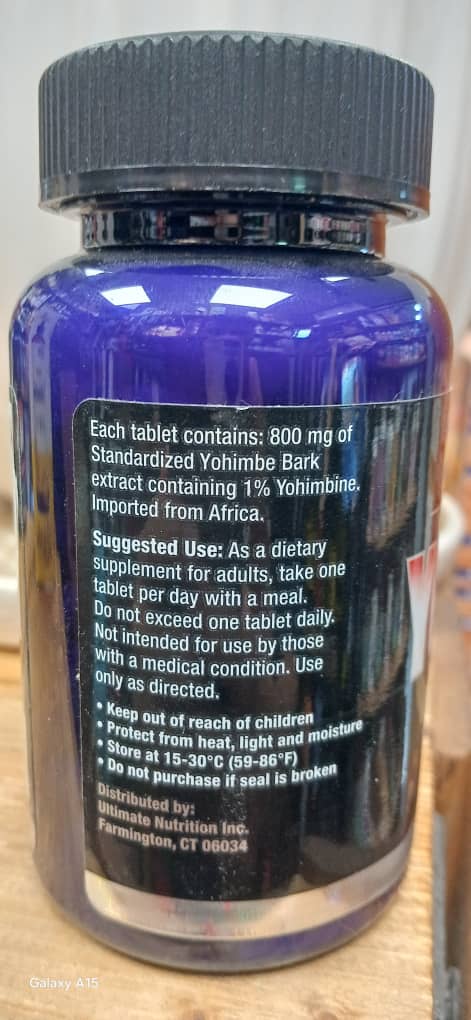 Each tablet contains: 800 mg of
Standardized Yohimbe Bark
extract containing 1% Yohimbine.
Imported from Africa.
Suggested Use: As a dietary
supplement for adults, take one
tablet per day with a meal.
Do not exceed one tablet daily.
Not intended for use by those
with a medical condition. Use
only as directed.
• Keep out of reach of children
• Protect from heat, light and moisture
• Store at 15-30°C (59-86°F)
• Do not purchase if seal is broken
Distributed by:
Ultimate Nutrition Inc.
Farmington, CT 06034
Galaxy A15